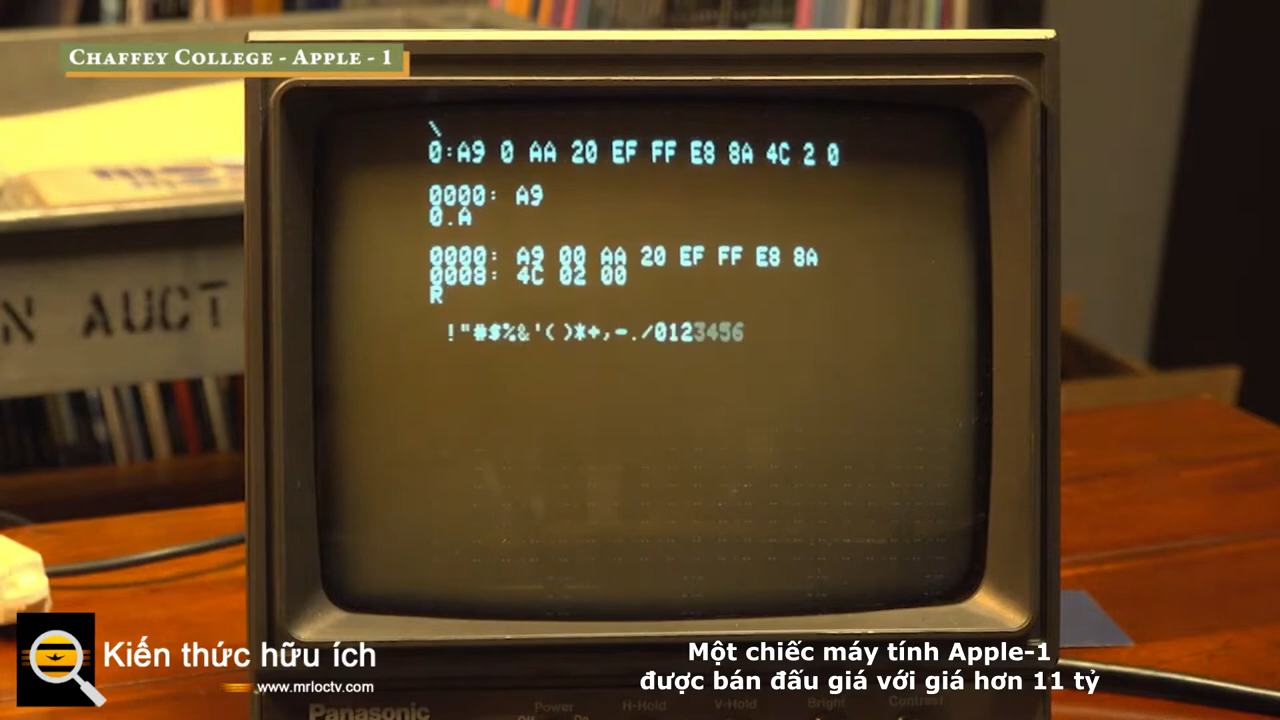 CHAFFEY COLLEGE - APPLE - 1
\
0:A9 0 AA 20 EF FF E8 8A 4C 2 0
0000: A9
0.A
0000: A9 00 AA 20 EF FF E8 8A
0008: 4C 02 00
R
!"#$%&'()*+,-./0123456
N AUCT
Kiến thức hữu ích
www.mrloctv.com
Một chiếc máy tính Apple-1
được bán đấu giá với giá hơn 11 tỷ
Panasonic
Power
H-Hold
V-Hold
Bright
Contrast